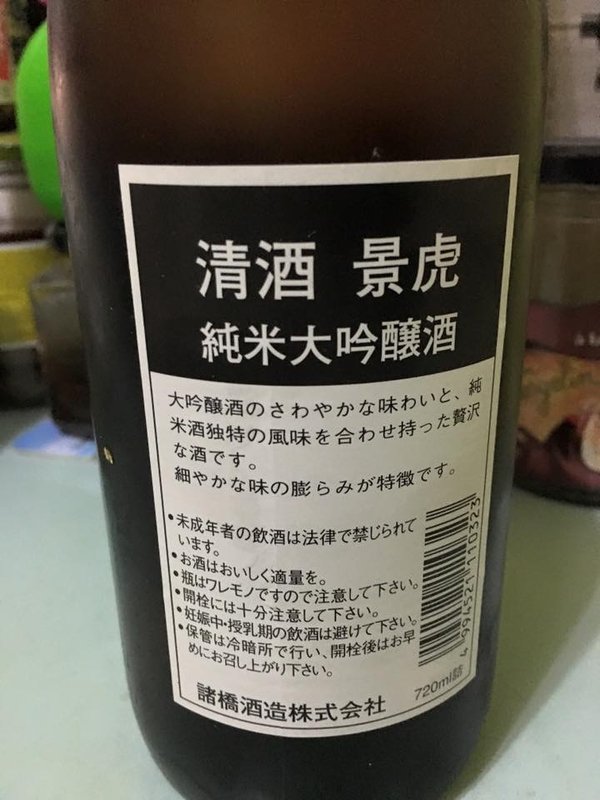 清酒 景虎
純米大吟醸酒
大吟醸酒のさわやかな味わいと、純
米酒独特の風味を合わせ持った贅沢
な酒です。
細やかな味の膨らみが特徴です。
•未成年者の飲酒は法律で禁じられて
います。
•お酒はおいしく適量を。
•瓶はワレモノですので注意して下さい。
•開栓には十分注意して下さい。
•妊娠中・授乳期の飲酒は避けて下さい。
•保管は冷暗所で行い、開栓後はお早
めにお召し上がり下さい。
4 994521 110323
諸橋酒造株式会社
720ml詰